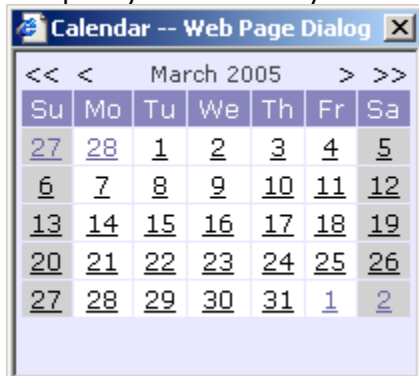 Calendar -- Web Page Dialog
<< < March 2005 > >>
Su Mo Tu We Th Fr Sa
27 28 1 2 3 4 5
6 7 8 9 10 11 12
13 14 15 16 17 18 19
20 21 22 23 24 25 26
27 28 29 30 31 1 2